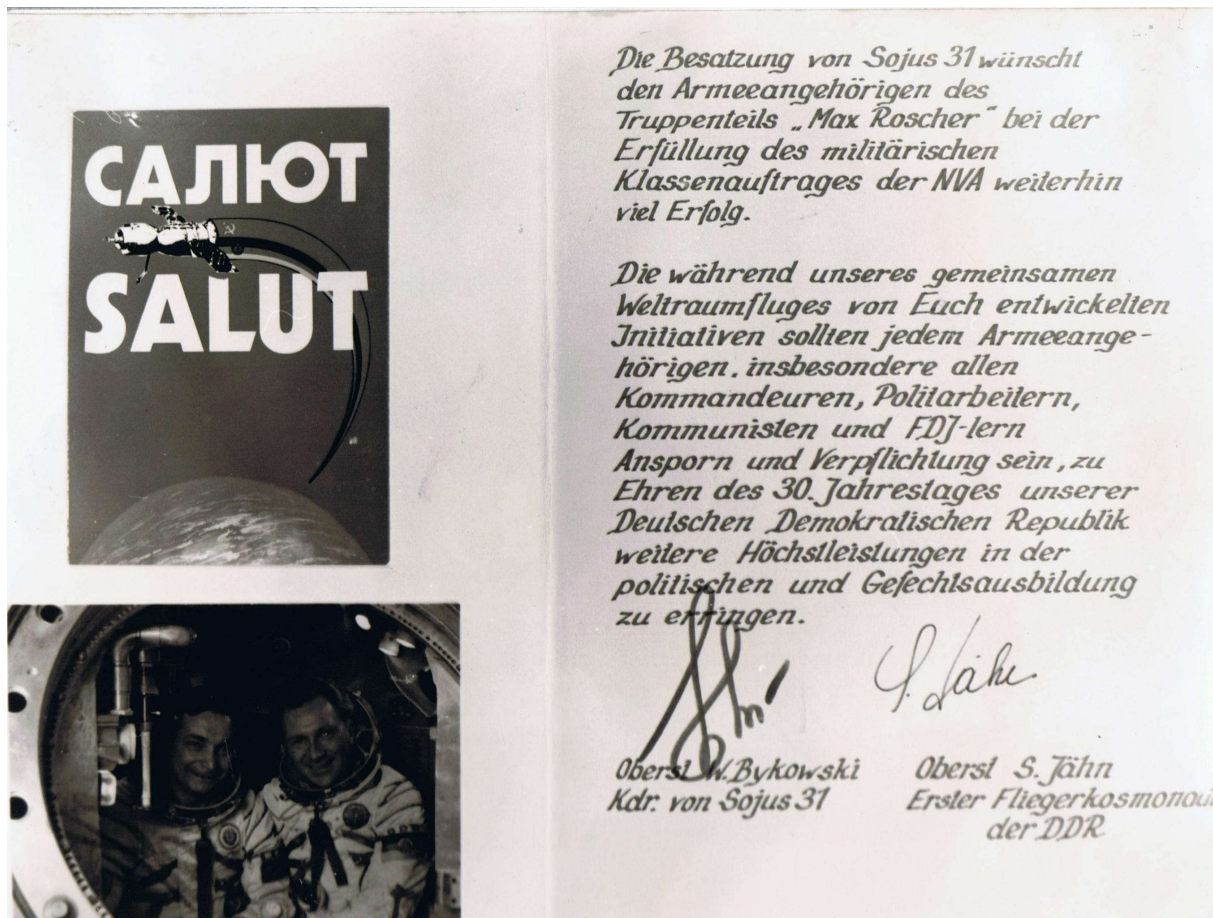 САЛЮТ
SALUT
Die Besatzung von Sojus 31 wünscht
den Armeeangehörigen des
Truppenteils „Max Roscher“ bei der
Erfüllung des militärischen
Klassenauftrages der NVA weiterhin
viel Erfolg.
Die während unseres gemeinsamen
Weltraumfluges von Euch entwickelten
Initiativen sollten jedem Armeeange-
hörigen, insbesondere allen
Kommandeuren, Politarbeitern,
Kommunisten und FDJ-lern
Ansporn und Verpflichtung sein, zu
Ehren des 30. Jahrestages unserer
Deutschen Demokratischen Republik
weitere Höchstleistungen in der
politischen und Gefechtsausbildung
zu erringen.
S. Jähn
Oberst W. Bykowski
Kdr. von Sojus 31
Oberst S. Jähn
Erster Fliegerkosmonaut
der DDR